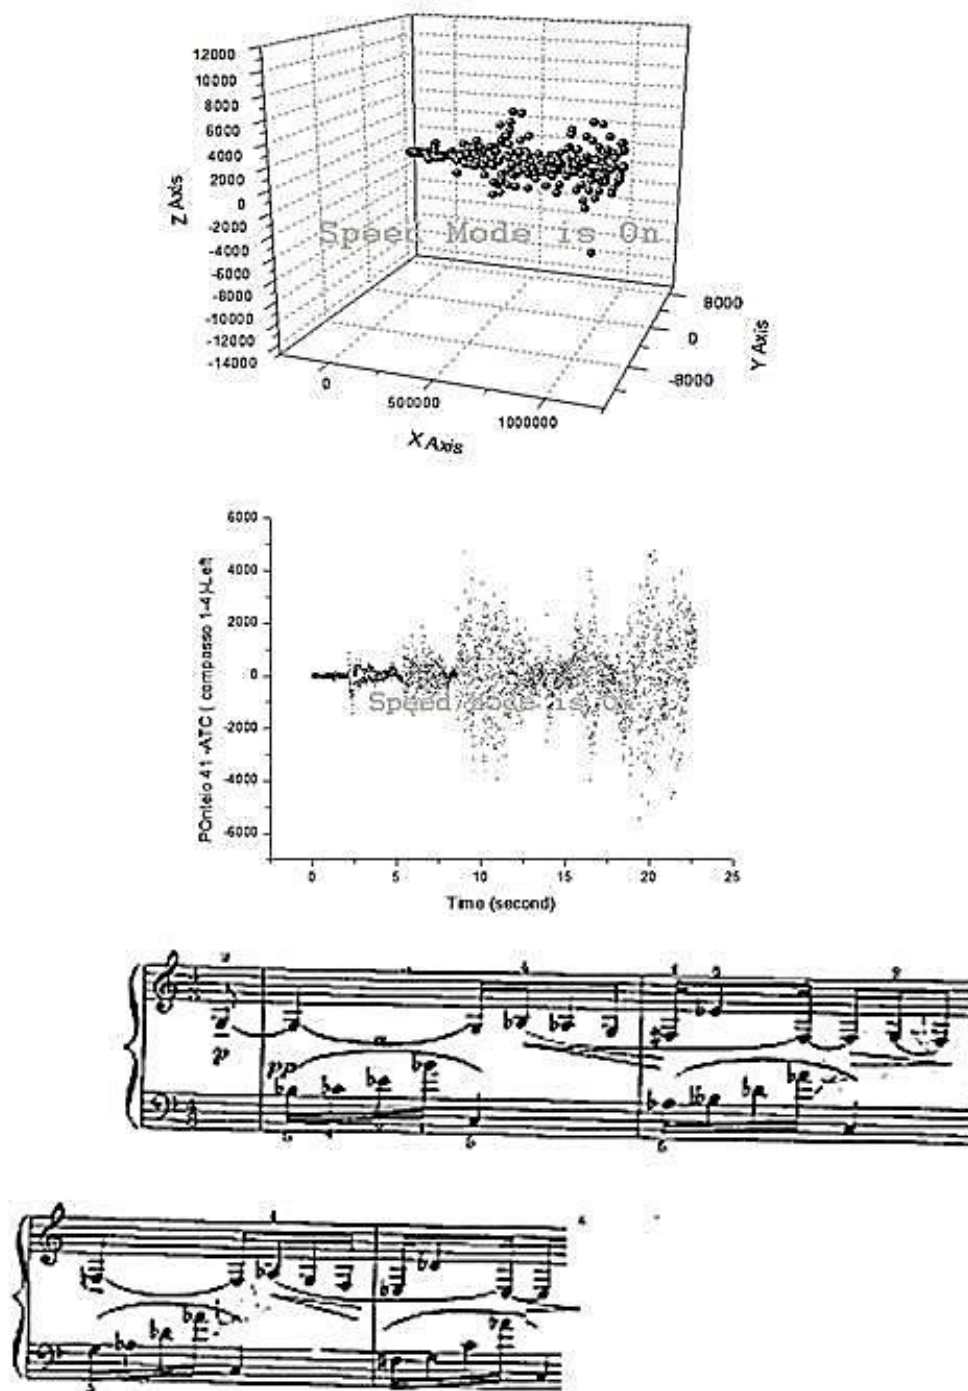 12000
10000
8000
6000
4000
2000
0
-2000
-4000
-6000
-8000
-10000
-12000
-14000
Z Axis
Speed Mode is On
8000
0
-8000
Y Axis
0
500000
1000000
X Axis
6000
4000
2000
0
-2000
-4000
-6000
POnteio 41 -ATC ( compasso 1-4)-Left
Speed mode is on
0 5 10 15 20 25
Time (second)
p
pp